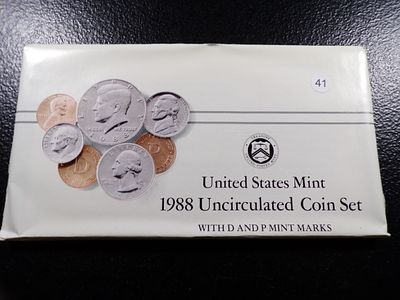 41
United States Mint
1988 Uncirculated Coin Set
WITH D AND P MINT MARKS